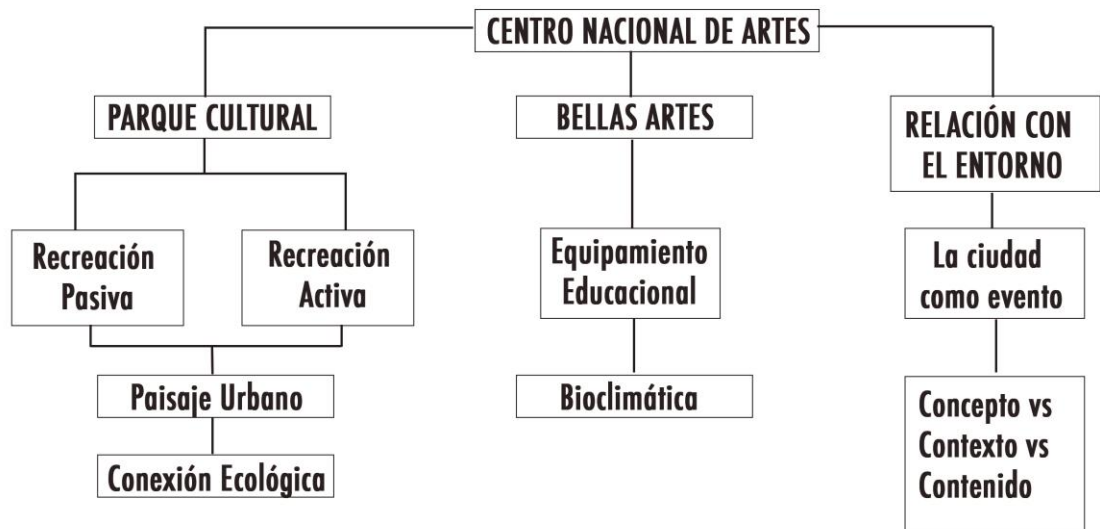 CENTRO NACIONAL DE ARTES
PARQUE CULTURAL
BELLAS ARTES
RELACIÓN CON
EL ENTORNO
Recreación
Pasiva
Recreación
Activa
Equipamiento
Educacional
La ciudad
como evento
Paisaje Urbano
Bioclimática
Concepto vs
Contexto vs
Contenido
Conexión Ecológica